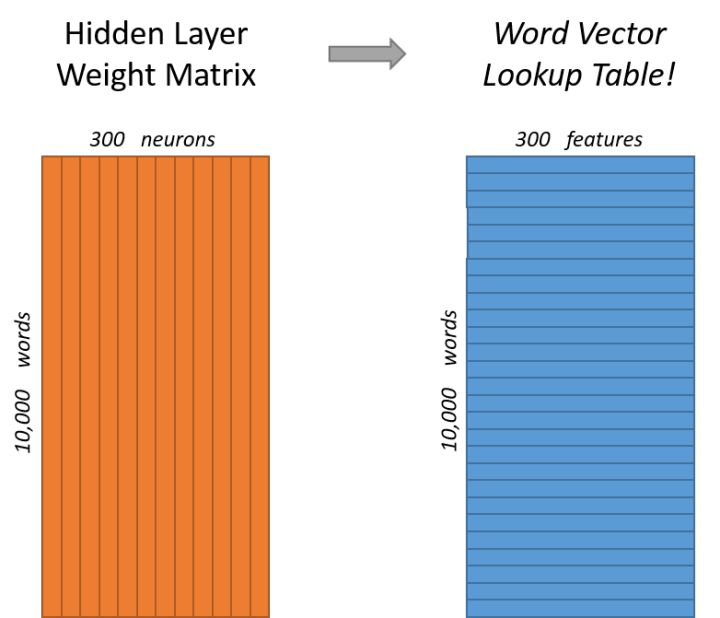 Hidden Layer
Weight Matrix
Word Vector
Lookup Table!
300 neurons
300 features
10,000 words
10,000 words